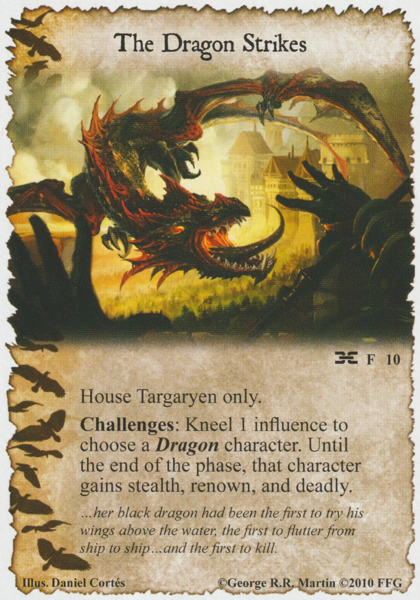 The Dragon Strikes
F 10
House Targaryen only.
Challenges: Kneel 1 influence to
choose a Dragon character. Until
the end of the phase, that character
gains stealth, renown, and deadly.
...her black dragon had been the first to try his
wings above the water, the first to flutter from
ship to ship...and the first to kill.
Illus. Daniel Cortés ©George R.R. Martin ©2010 FFG